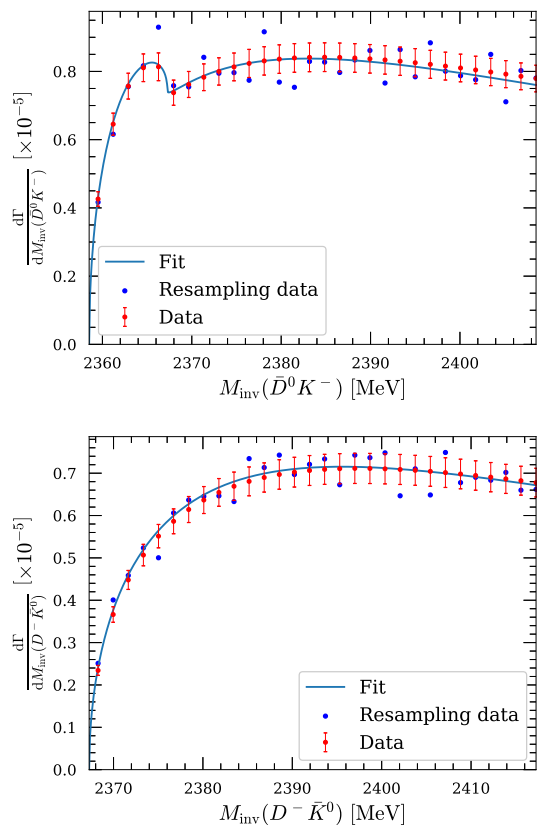 0.8
0.6
0.4
0.2
0.0
dΓ
dM_inv(D̄⁰K⁻) [×10⁻⁵]
Fit
Resampling data
Data
2360 2370 2380 2390 2400
M_inv(D̄⁰K⁻) [MeV]
0.7
0.6
0.5
0.4
0.3
0.2
0.1
0.0
dΓ
dM_inv(D⁻K̄⁰) [×10⁻⁵]
Fit
Resampling data
Data
2370 2380 2390 2400 2410
M_inv(D⁻K̄⁰) [MeV]